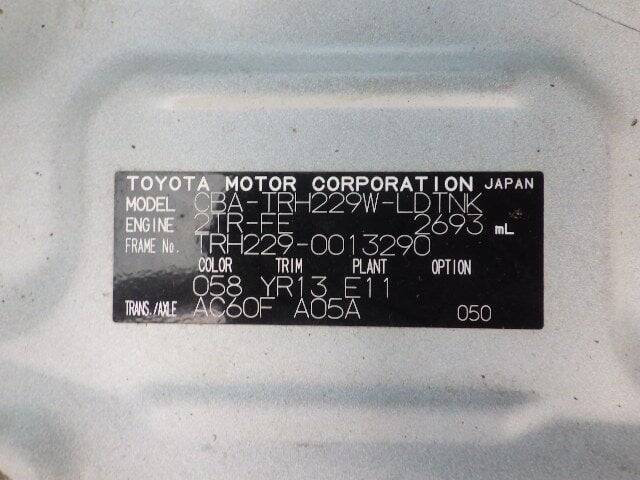 TOYOTA MOTOR CORPORATION JAPAN
MODEL CBA-TRH229W-LDTNK
ENGINE 2TR-FE 2693 mL
FRAME No. TRH229-0013290
COLOR TRIM PLANT OPTION
058 YR13 E11
TRANS./AXLE AC60F A05A 050